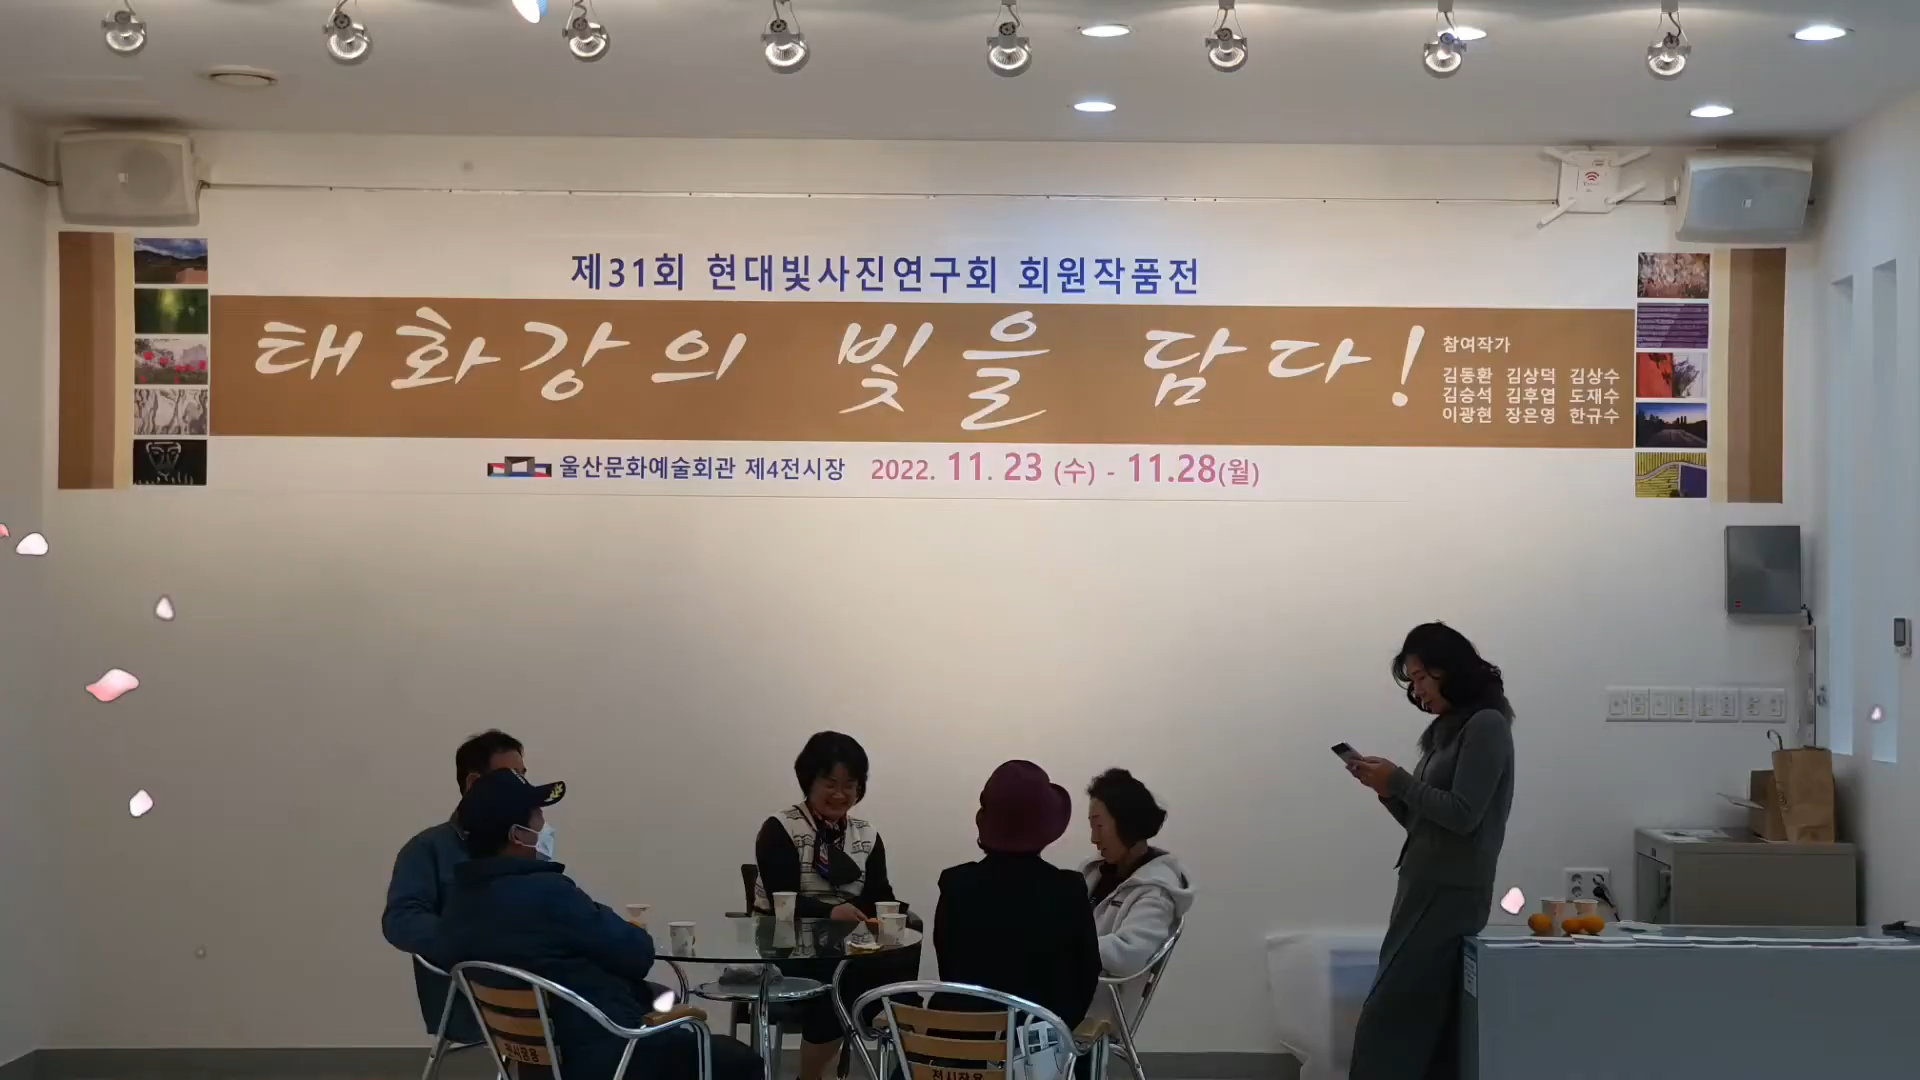 제31회 현대빛사진연구회 회원작품전
태화강의 빛을 담다!
참여작가
김동환 김상덕 김상수
김승석 김후엽 도재수
이광현 장은영 한규수
울산문화예술회관 제4전시장 2022. 11. 23 (수) - 11.28(월)
전시장용